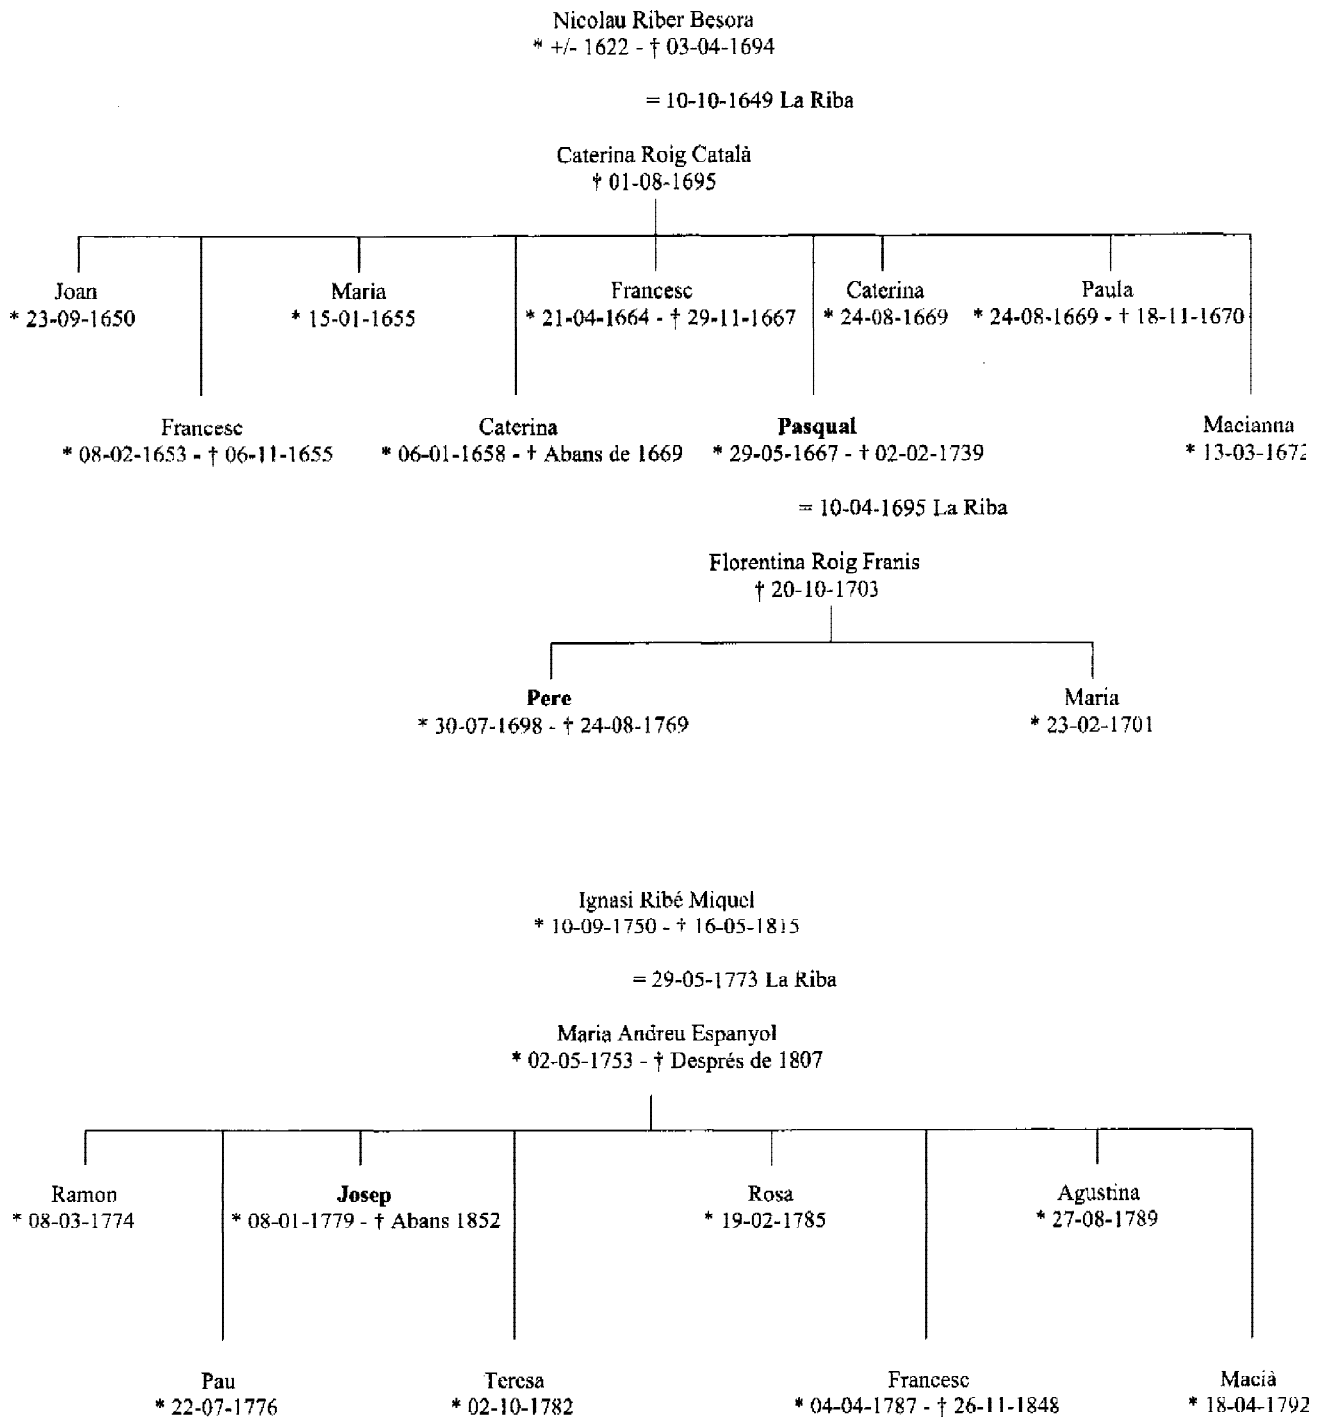 Nicolau Riber Besora
* +/- 1622 - † 03-04-1694
= 10-10-1649 La Riba
Caterina Roig Català
† 01-08-1695
Joan
* 23-09-1650
Maria
* 15-01-1655
Francesc
* 21-04-1664 - † 29-11-1667
Caterina
* 24-08-1669
Paula
* 24-08-1669 - † 18-11-1670
Francesc
* 08-02-1653 - † 06-11-1655
Caterina
* 06-01-1658 - † Abans de 1669
Pasqual
* 29-05-1667 - † 02-02-1739
Macianna
* 13-03-1672
= 10-04-1695 La Riba
Florentina Roig Franis
† 20-10-1703
Pere
* 30-07-1698 - † 24-08-1769
Maria
* 23-02-1701
Ignasi Ribé Miquel
* 10-09-1750 - † 16-05-1815
= 29-05-1773 La Riba
Maria Andreu Espanyol
* 02-05-1753 - † Després de 1807
Ramon
* 08-03-1774
Josep
* 08-01-1779 - † Abans 1852
Rosa
* 19-02-1785
Agustina
* 27-08-1789
Pau
* 22-07-1776
Teresa
* 02-10-1782
Francesc
* 04-04-1787 - † 26-11-1848
Macià
* 18-04-1792